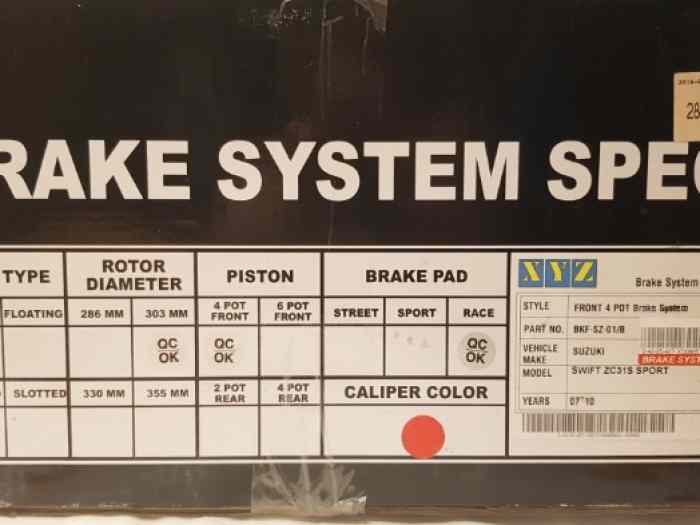 28
RAKE SYSTEM SPEC
TYPE
ROTOR DIAMETER
PISTON
BRAKE PAD
FLOATING
286 MM
303 MM
4 POT FRONT
6 POT FRONT
STREET
SPORT
RACE
QC OK
QC OK
QC OK
SLOTTED
330 MM
355 MM
2 POT REAR
4 POT REAR
CALIPER COLOR
XYZ
Brake System
STYLE FRONT 4 POT Brake System
PART NO. BKF-SZ-01/B
VEHICLE MAKE SUZUKI
BRAKE SYST
MODEL SWIFT ZC31S SPORT
YEARS 07~10